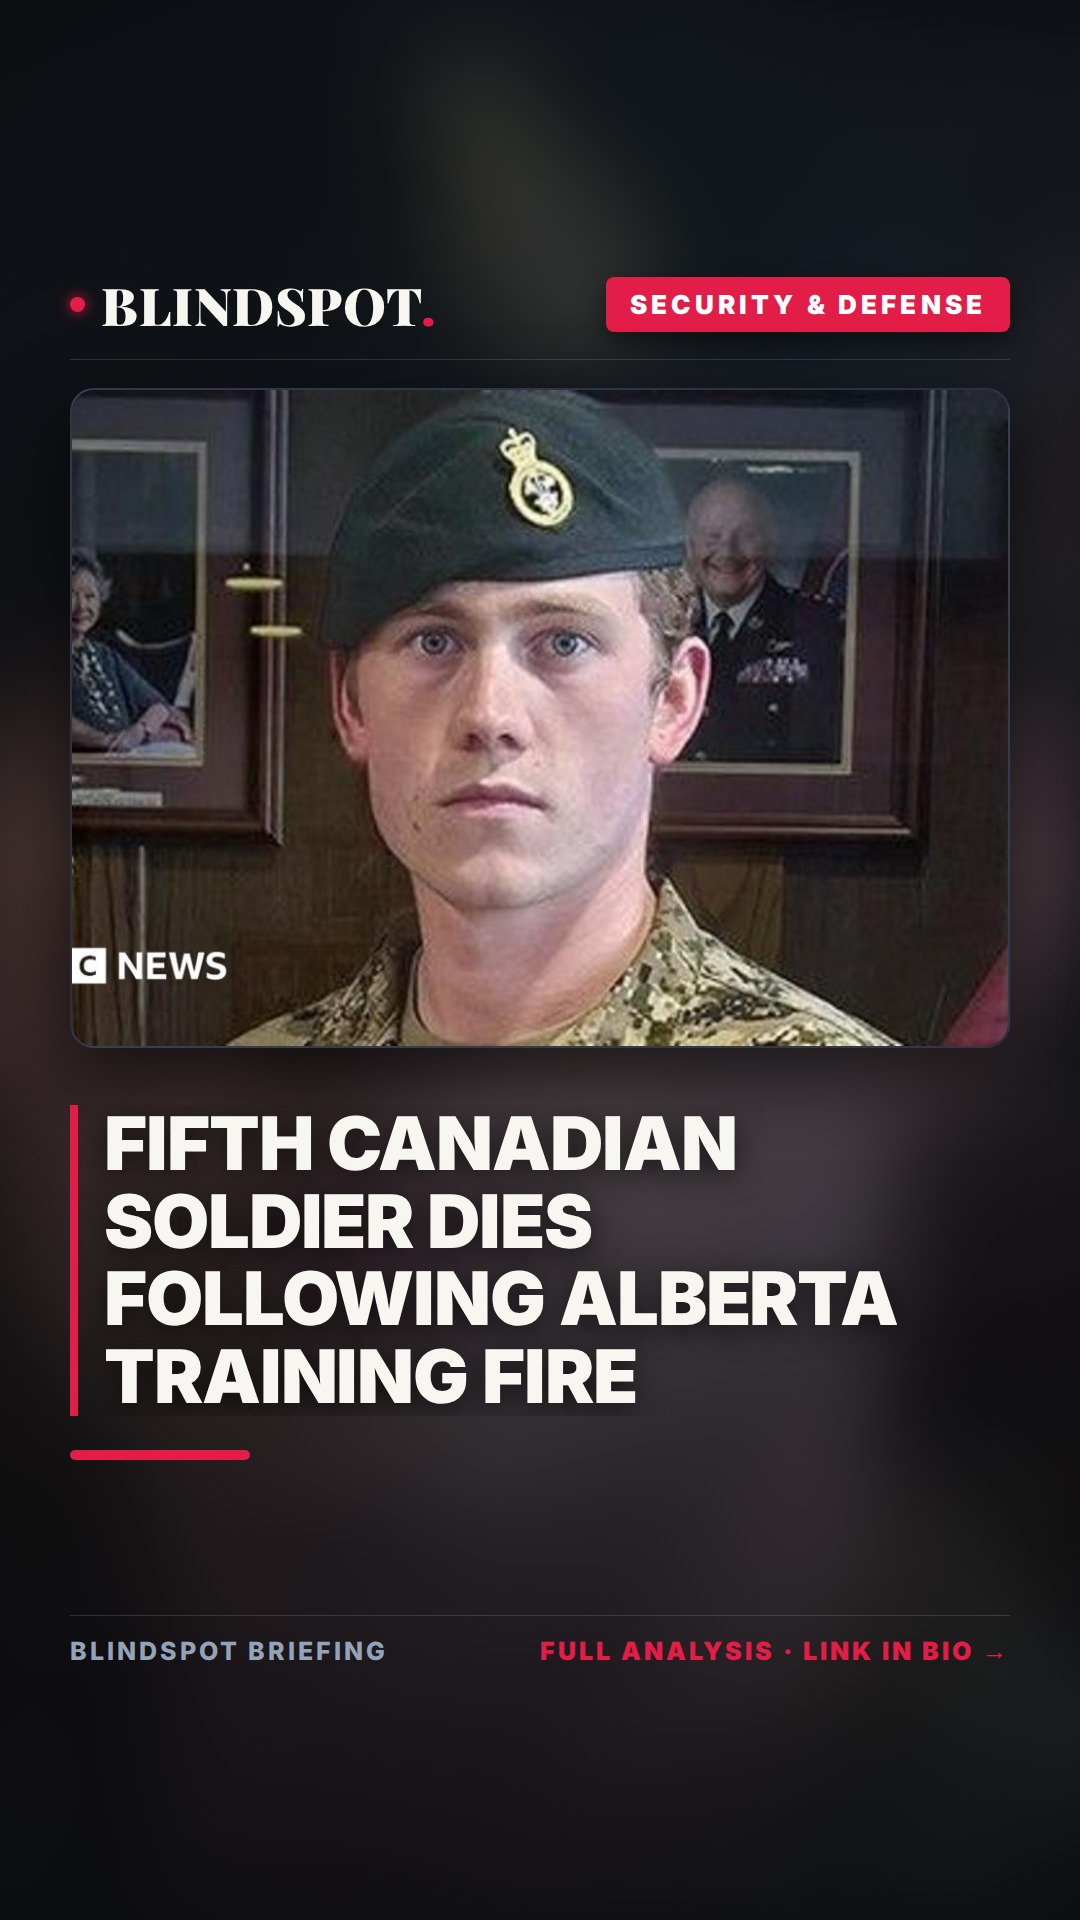 BLINDSPOT.
SECURITY & DEFENSE
C NEWS
FIFTH CANADIAN
SOLDIER DIES
FOLLOWING ALBERTA
TRAINING FIRE
BLINDSPOT BRIEFING
FULL ANALYSIS · LINK IN BIO →